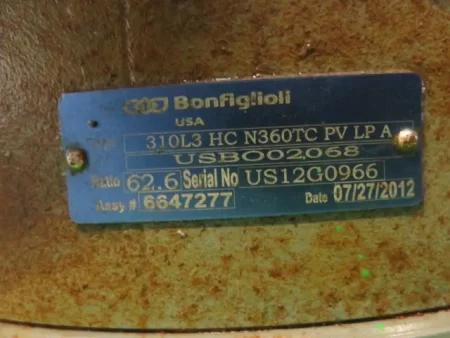 Bonfiglioli
USA
310L3 HC N360TC PV LP A
USBO02068
Ratio 62.6 Serial No US12G0966
Assy # 6647277 Date 07/27/2012